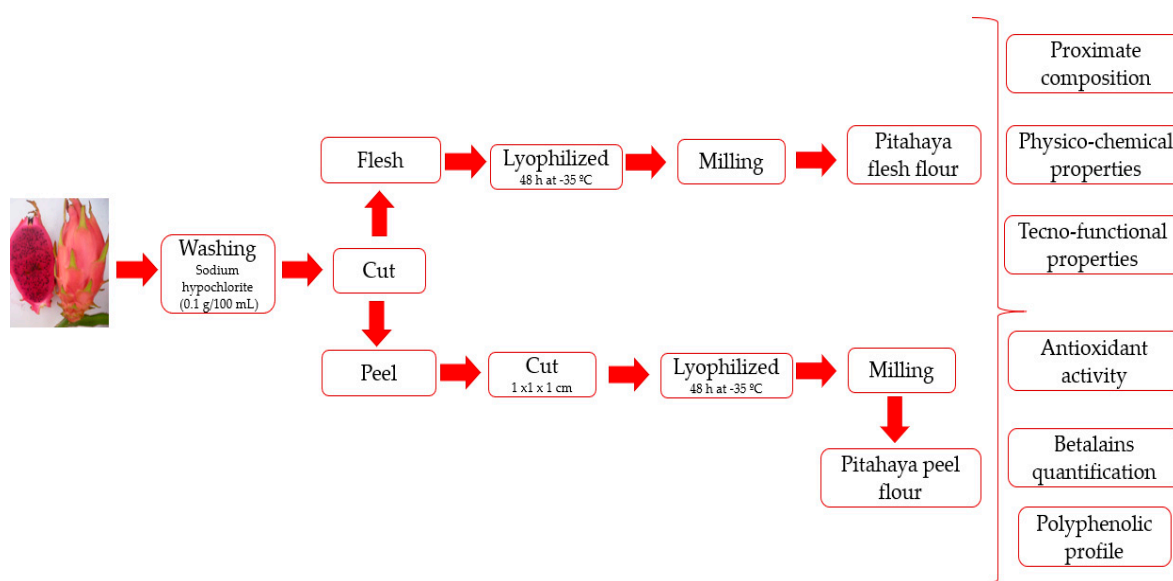 Washing
Sodium
hypochlorite
(0.1 g/100 mL)
Cut
Flesh
Lyophilized
48 h at -35 ºC
Milling
Pitahaya
flesh flour
Peel
Cut
1 x1 x 1 cm
Lyophilized
48 h at -35 ºC
Milling
Pitahaya peel
flour
Proximate
composition
Physico-chemical
properties
Tecno-functional
properties
Antioxidant
activity
Betalains
quantification
Polyphenolic
profile